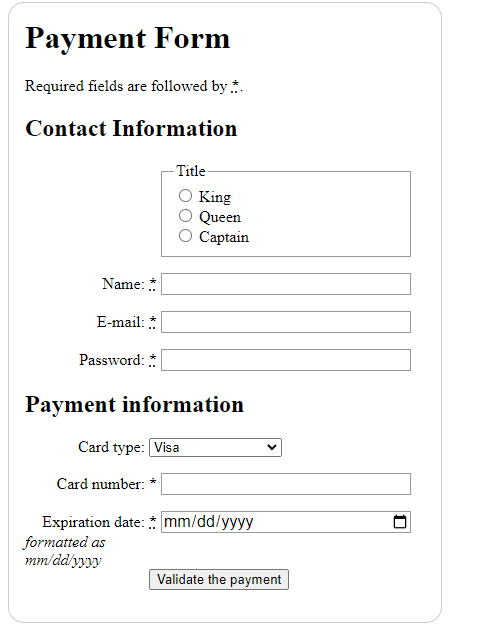 Payment Form
Required fields are followed by *.
Contact Information
Title
King
Queen
Captain
Name: *
E-mail: *
Password: *
Payment information
Card type: Visa
Card number: *
Expiration date: * mm/dd/yyyy
formatted as
mm/dd/yyyy
Validate the payment